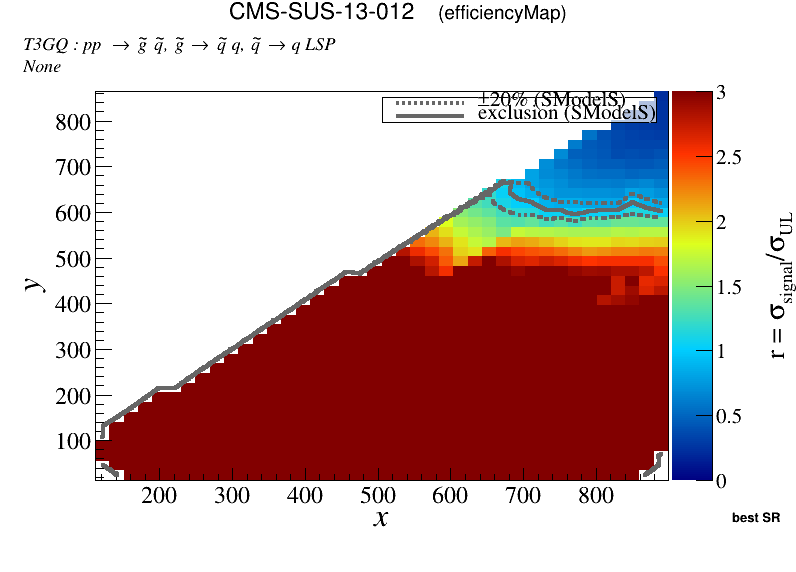 CMS-SUS-13-012 (efficiencyMap)
T3GQ : pp → g̃ q̃, g̃ → q̃ q, q̃ → q LSP
None
±20% (SModelS)
exclusion (SModelS)
800
700
600
500
400
300
200
100
y
200 300 400 500 600 700 800
x
3
2.5
2
1.5
1
0.5
0
r = σsignal/σUL
best SR